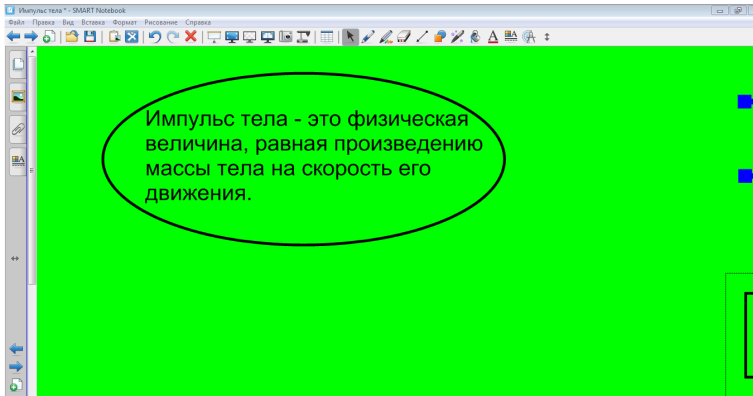 Импульс тела * - SMART Notebook
Файл Правка Вид Вставка Формат Рисование Справка
Импульс тела - это физическая
величина, равная произведению
массы тела на скорость его
движения.